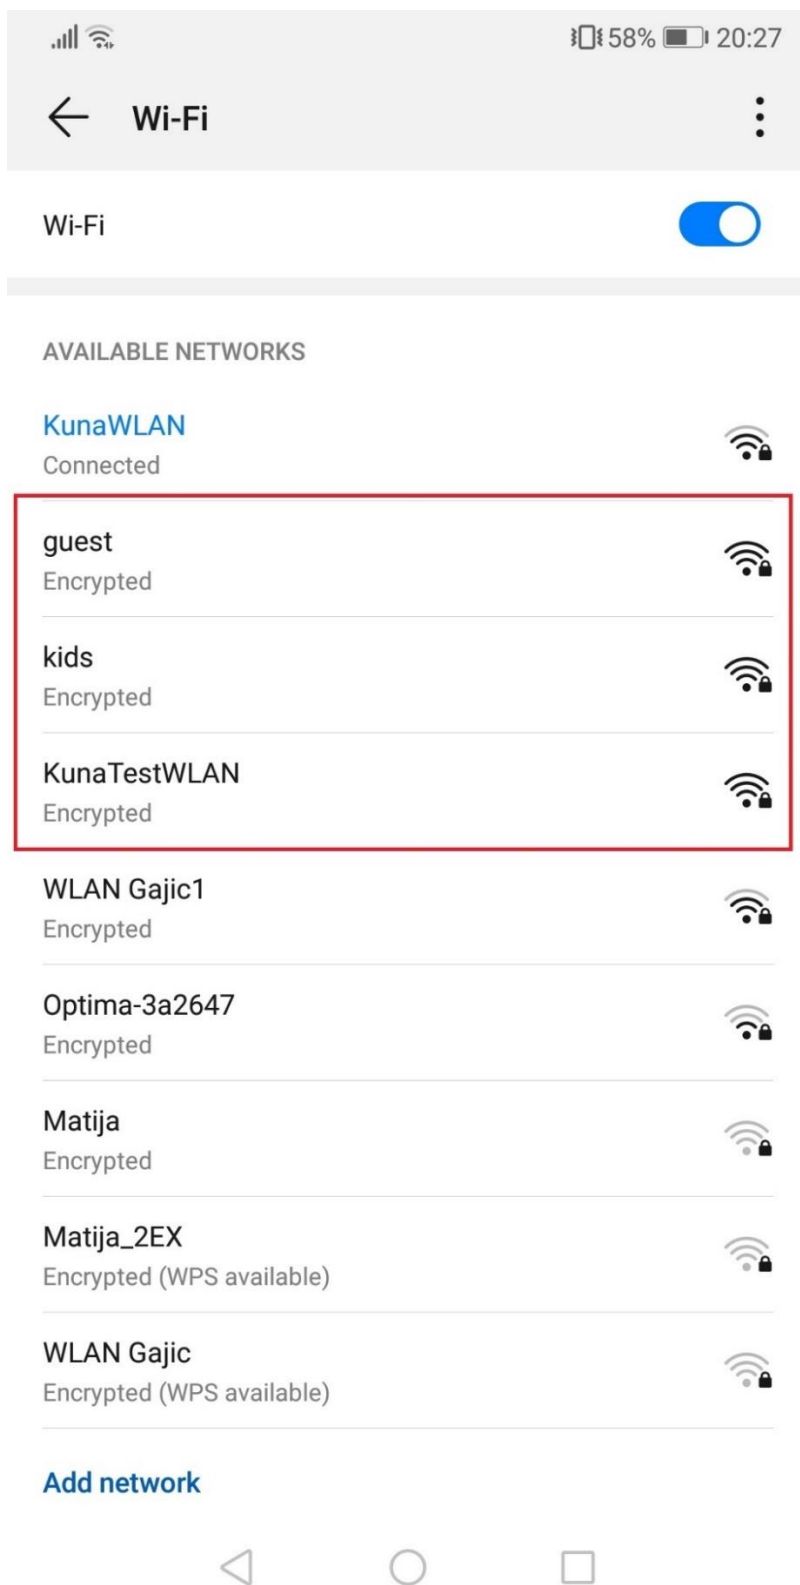 58% 20:27
Wi-Fi
Wi-Fi
AVAILABLE NETWORKS
KunaWLAN
Connected
guest
Encrypted
kids
Encrypted
KunaTestWLAN
Encrypted
WLAN Gajic1
Encrypted
Optima-3a2647
Encrypted
Matija
Encrypted
Matija_2EX
Encrypted (WPS available)
WLAN Gajic
Encrypted (WPS available)
Add network